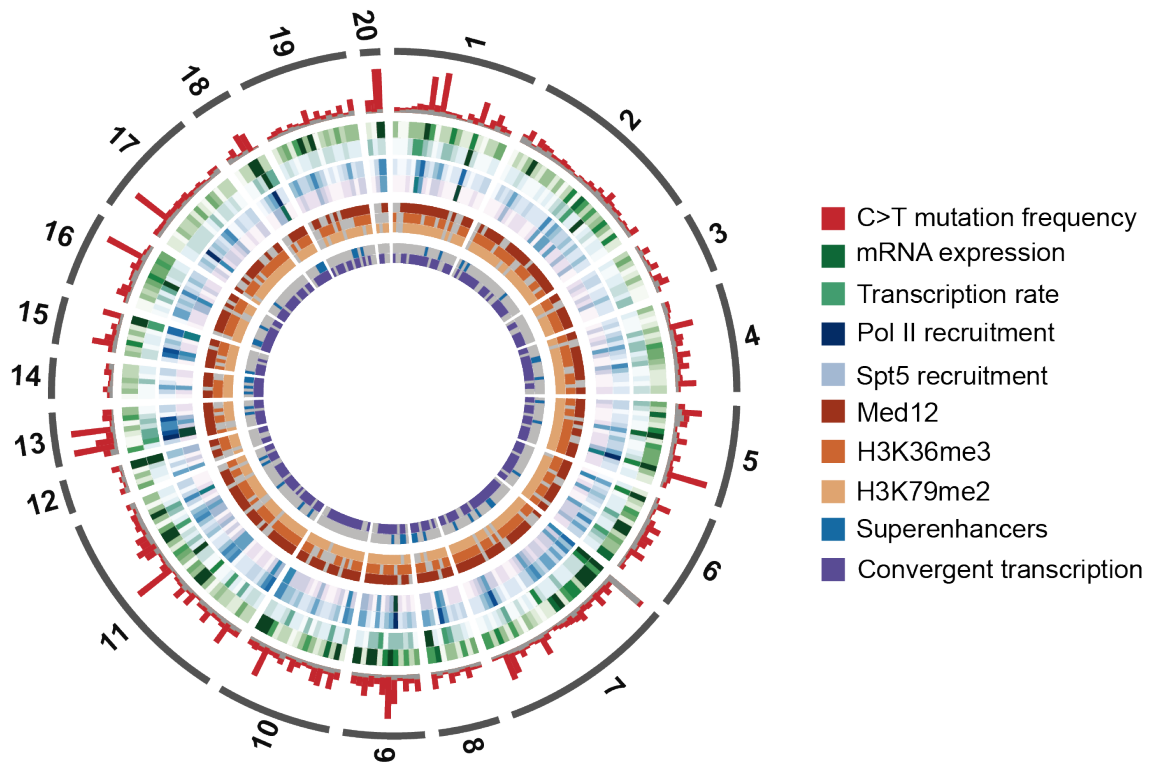 1
2
3
4
5
6
7
8
9
10
11
12
13
14
15
16
17
18
19
20
C>T mutation frequency
mRNA expression
Transcription rate
Pol II recruitment
Spt5 recruitment
Med12
H3K36me3
H3K79me2
Superenhancers
Convergent transcription